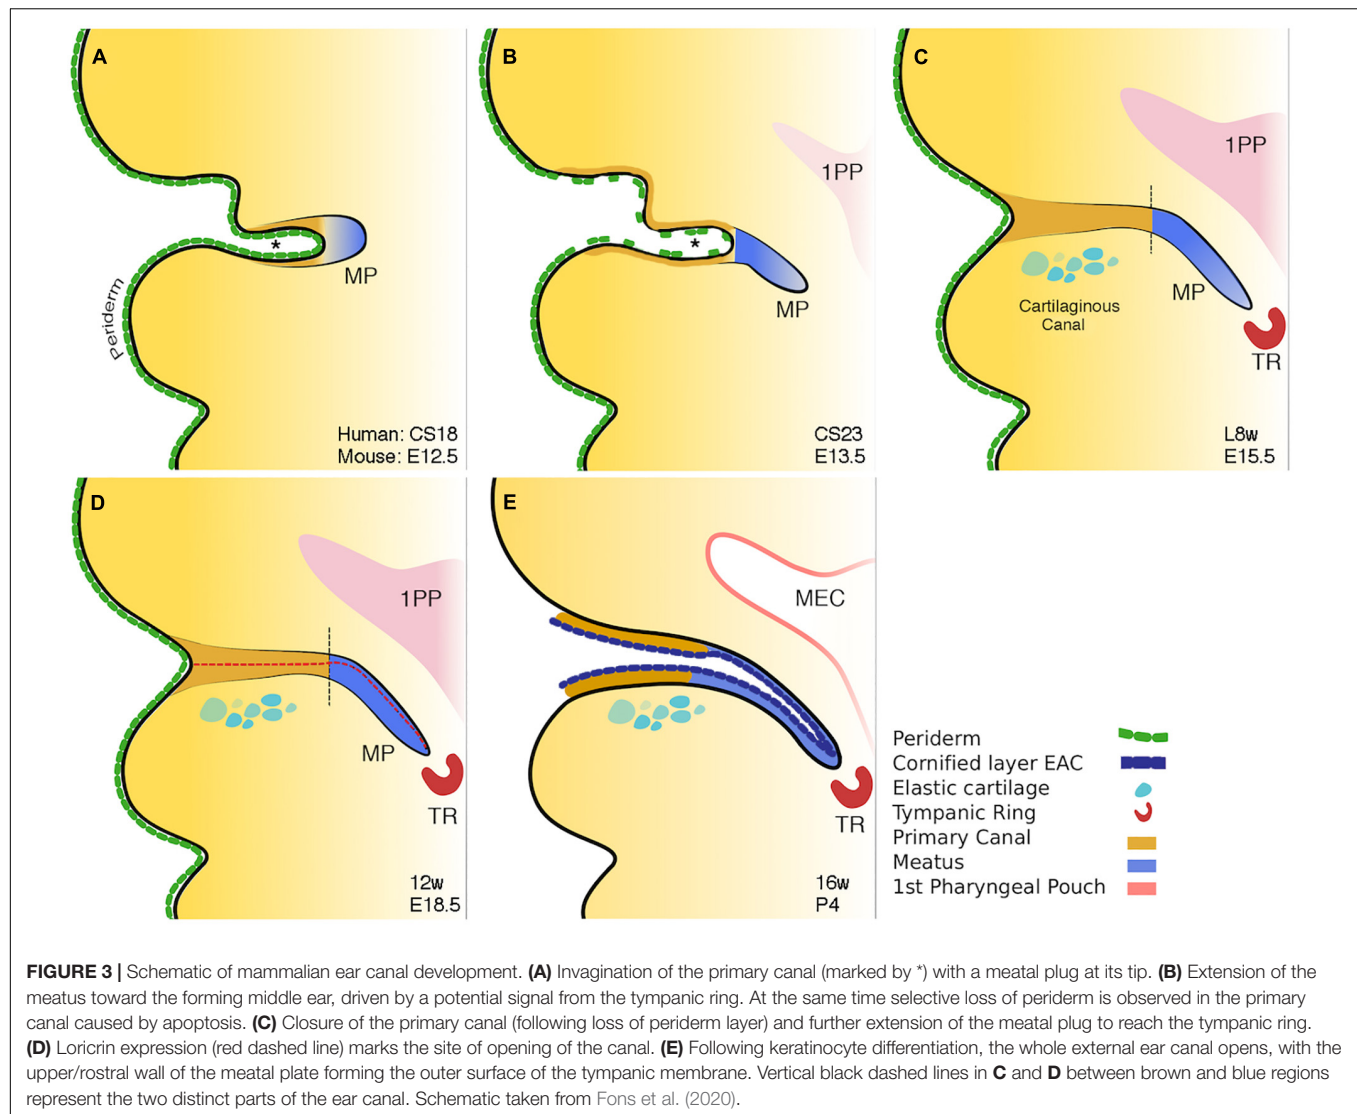 A
*
MP
Periderm
Human: CS18
Mouse: E12.5
B
1PP
*
MP
CS23
E13.5
C
1PP
MP
Cartilaginous
Canal
TR
L8w
E15.5
D
1PP
MP
TR
12w
E18.5
E
MEC
TR
16w
P4
Periderm
Cornified layer EAC
Elastic cartilage
Tympanic Ring
Primary Canal
Meatus
1st Pharyngeal Pouch
FIGURE 3 | Schematic of mammalian ear canal development. (A) Invagination of the primary canal (marked by *) with a meatal plug at its tip. (B) Extension of the
meatus toward the forming middle ear, driven by a potential signal from the tympanic ring. At the same time selective loss of periderm is observed in the primary
canal caused by apoptosis. (C) Closure of the primary canal (following loss of periderm layer) and further extension of the meatal plug to reach the tympanic ring.
(D) Loricrin expression (red dashed line) marks the site of opening of the canal. (E) Following keratinocyte differentiation, the whole external ear canal opens, with the
upper/rostral wall of the meatal plate forming the outer surface of the tympanic membrane. Vertical black dashed lines in C and D between brown and blue regions
represent the two distinct parts of the ear canal. Schematic taken from Fons et al. (2020).